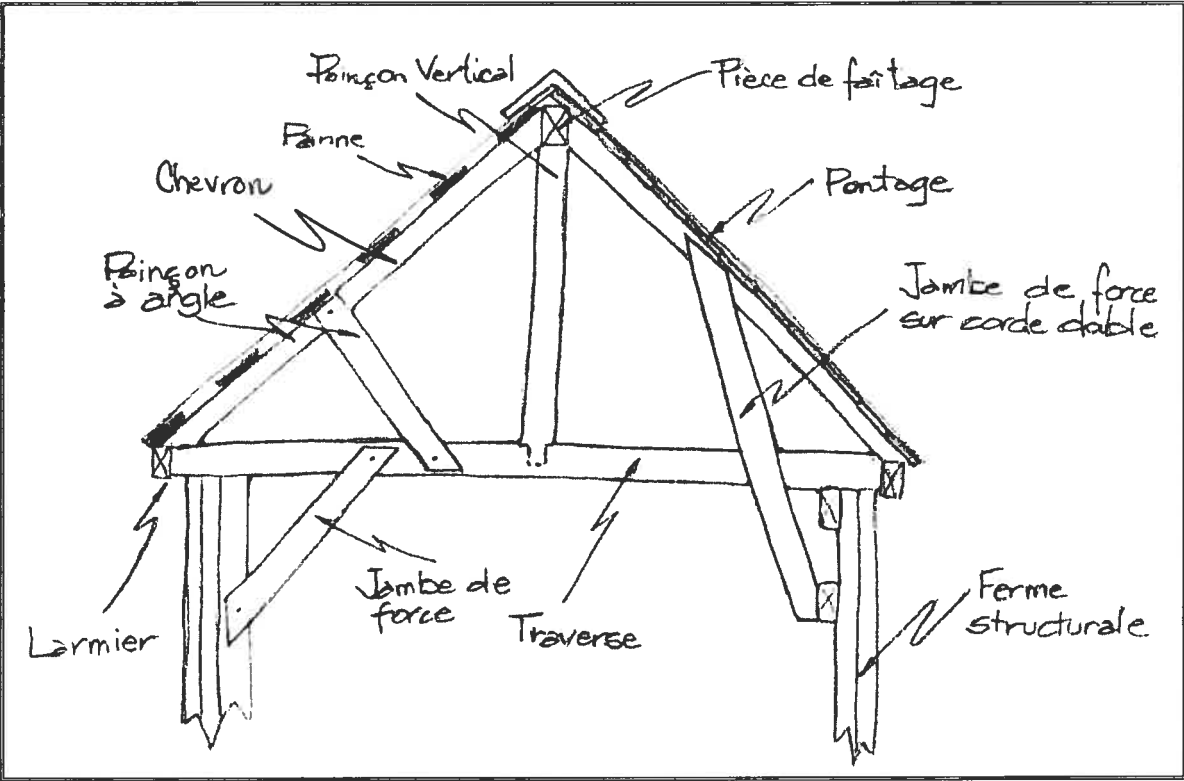 Poinçon Vertical
Pièce de faîtage
Panne
Chevron
Pontage
Poinçon
à angle
Jambe de force
sur corde dable
Jambe de
force
Traverse
Larmier
Ferme
structurale